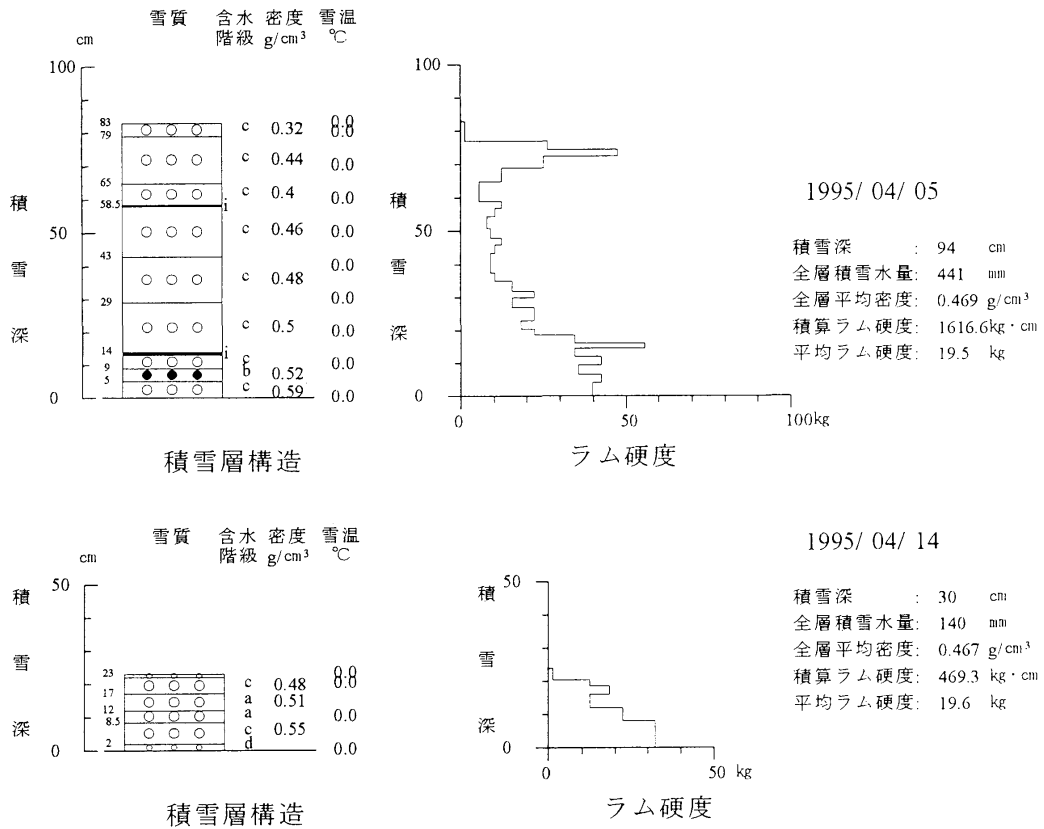 雪質 含水 密度 雪温
cm 階級 g/cm³ ℃
100
50
0
積
雪
深
83
79
65
58.5
43
29
14
9
5
i
i
c 0.32 0.0
0.0
c 0.44 0.0
c 0.4 0.0
c 0.46 0.0
c 0.48 0.0
0.0
c 0.5 0.0
c 0.0
b 0.52
c 0.59 0.0
積雪層構造
100
50
0
積
雪
深
0 50 100kg
ラム硬度
1995/ 04/ 05
積雪深 : 94 cm
全層積雪水量: 441 mm
全層平均密度: 0.469 g/cm³
積算ラム硬度: 1616.6kg・cm
平均ラム硬度: 19.5 kg
雪質 含水 密度 雪温
cm 階級 g/cm³ ℃
50
0
積
雪
深
23
17
12
8.5
2
0.0
c 0.48 0.0
a 0.51
a 0.0
c 0.55
d 0.0
積雪層構造
50
0
積
雪
深
0 50 kg
ラム硬度
1995/ 04/ 14
積雪深 : 30 cm
全層積雪水量: 140 mm
全層平均密度: 0.467 g/cm³
積算ラム硬度: 469.3 kg・cm
平均ラム硬度: 19.6 kg